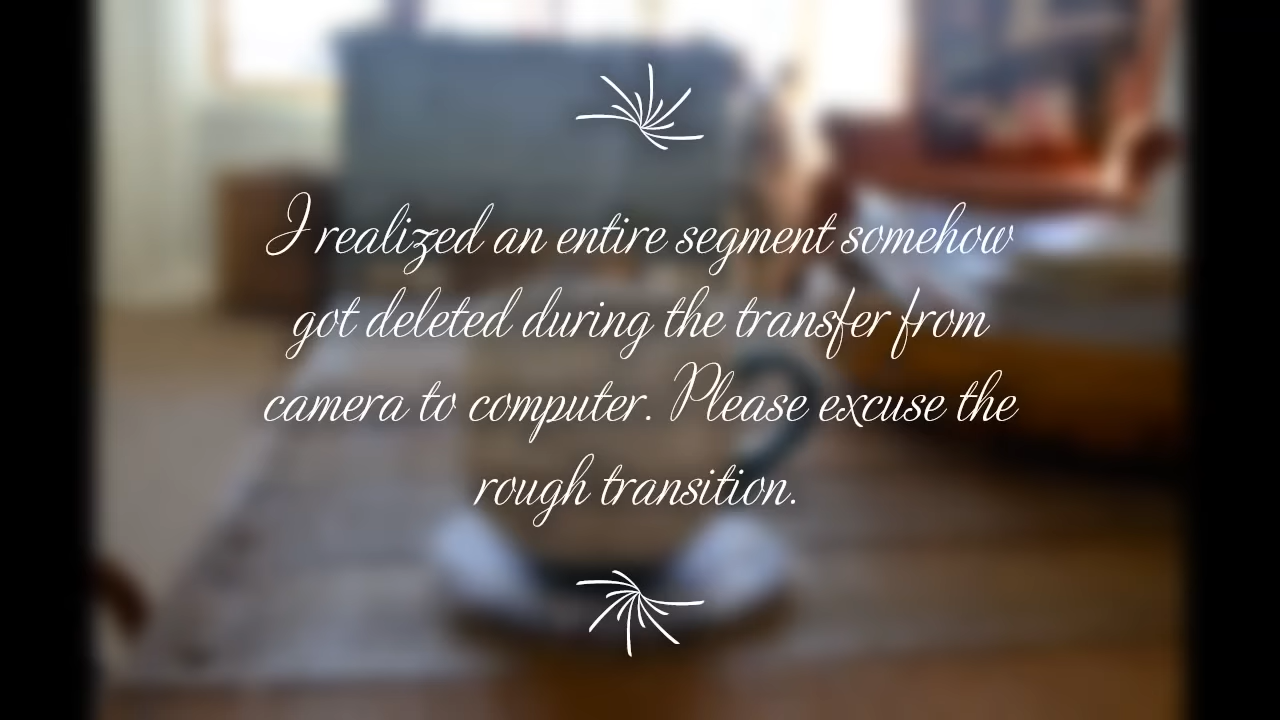 I realized an entire segment somehow
got deleted during the transfer from
camera to computer. Please excuse the
rough transition.